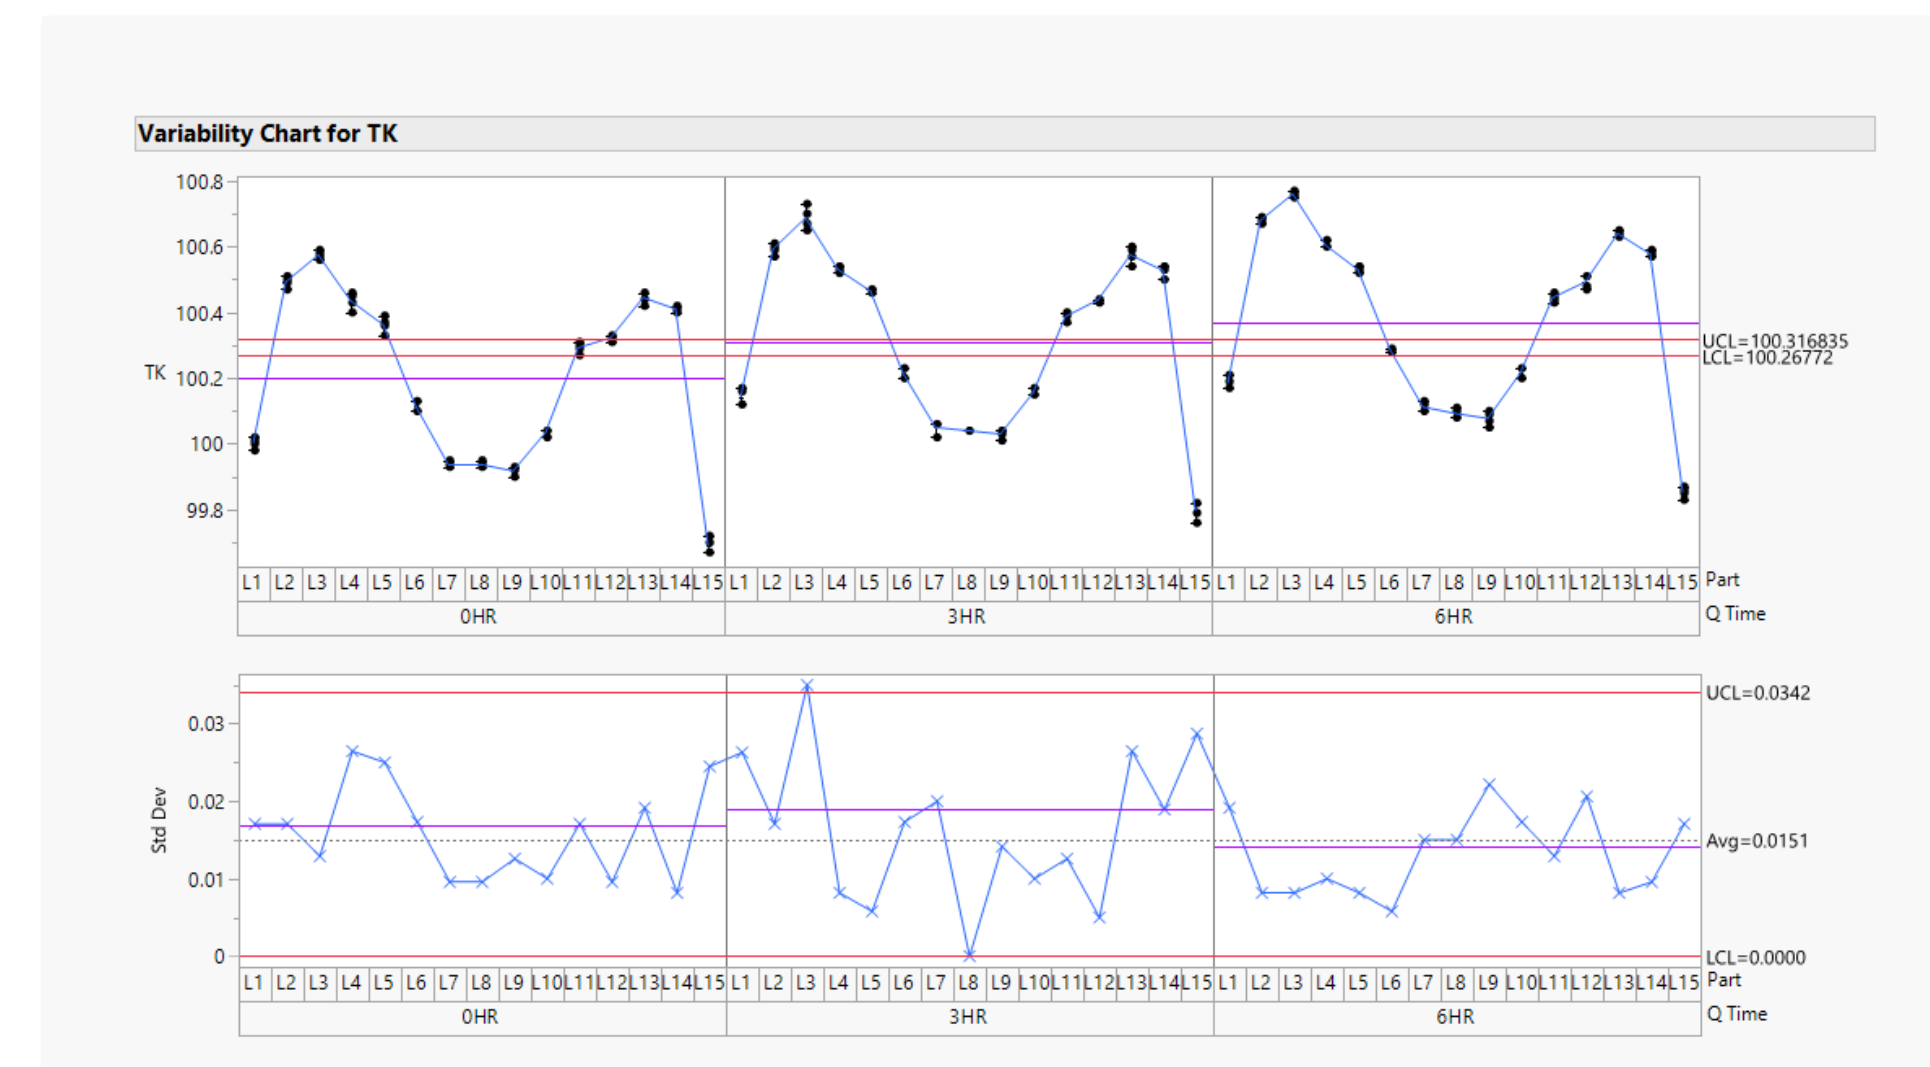 Variability Chart for TK
100.8
100.6
100.4
100.2
100
99.8
TK
UCL=100.316835
LCL=100.26772
L1 L2 L3 L4 L5 L6 L7 L8 L9 L10 L11 L12 L13 L14 L15 L1 L2 L3 L4 L5 L6 L7 L8 L9 L10 L11 L12 L13 L14 L15 L1 L2 L3 L4 L5 L6 L7 L8 L9 L10 L11 L12 L13 L14 L15 Part
0HR 3HR 6HR Q Time
0.03
0.02
0.01
0
Std Dev
UCL=0.0342
Avg=0.0151
LCL=0.0000
L1 L2 L3 L4 L5 L6 L7 L8 L9 L10 L11 L12 L13 L14 L15 L1 L2 L3 L4 L5 L6 L7 L8 L9 L10 L11 L12 L13 L14 L15 L1 L2 L3 L4 L5 L6 L7 L8 L9 L10 L11 L12 L13 L14 L15 Part
0HR 3HR 6HR Q Time